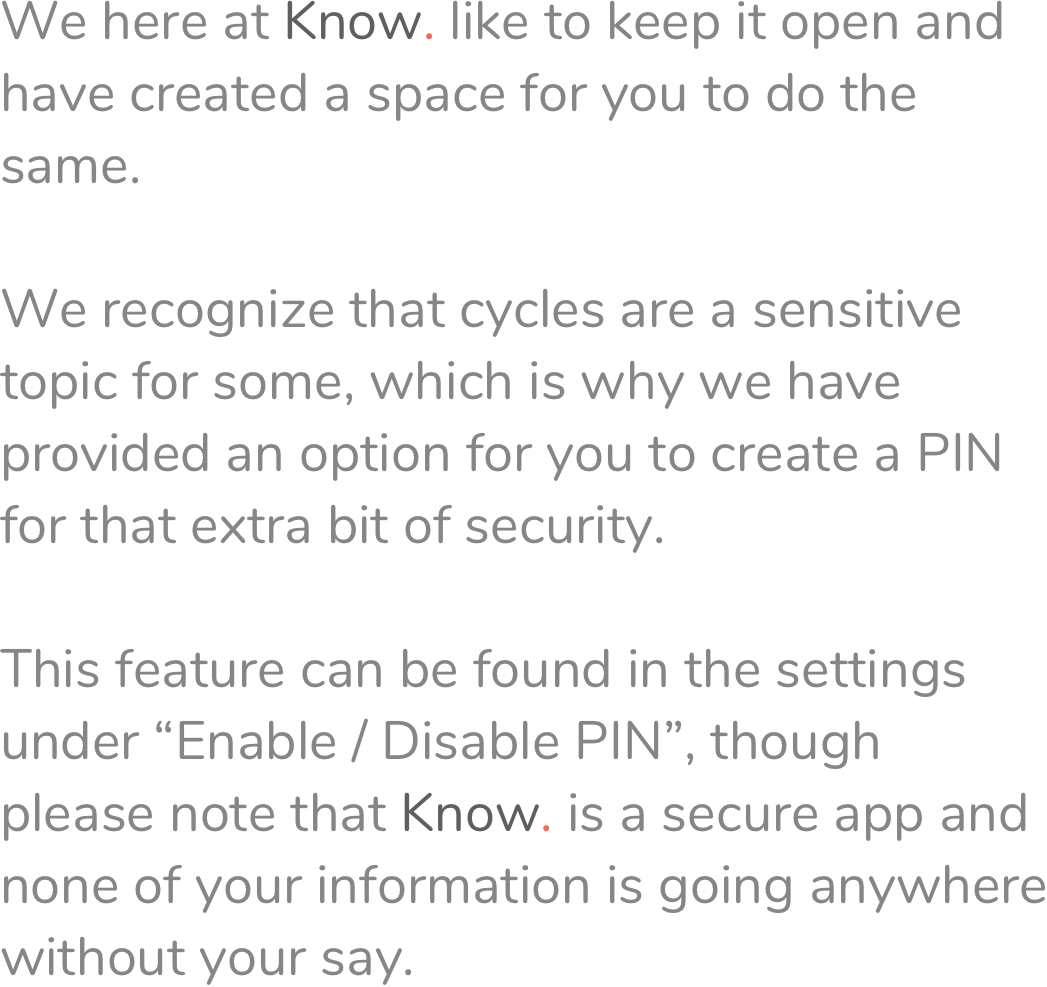 We here at Know. like to keep it open and
have created a space for you to do the
same.
We recognize that cycles are a sensitive
topic for some, which is why we have
provided an option for you to create a PIN
for that extra bit of security.
This feature can be found in the settings
under “Enable / Disable PIN”, though
please note that Know. is a secure app and
none of your information is going anywhere
without your say.